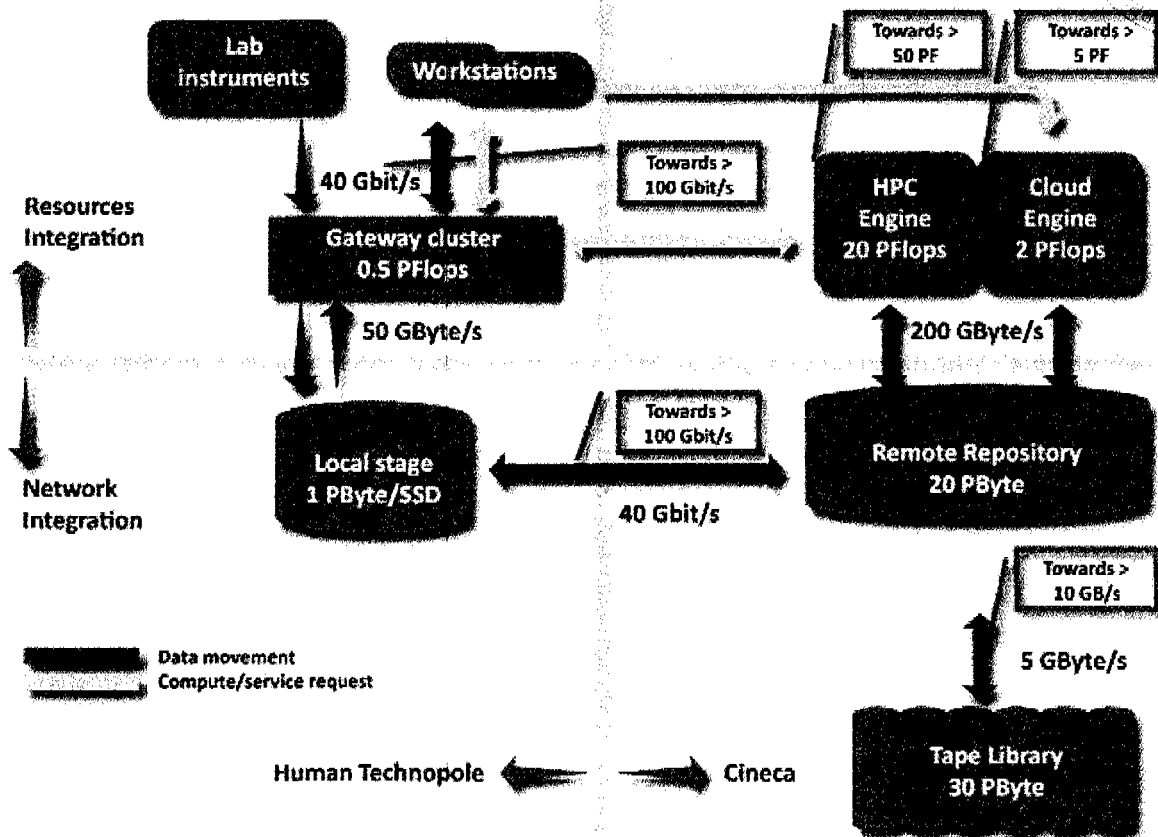 Lab
instruments
Workstations
Towards >
50 PF
Towards >
5 PF
40 Gbit/s
Towards >
100 Gbit/s
HPC
Engine
20 PFlops
Cloud
Engine
2 PFlops
Resources
Integration
Gateway cluster
0.5 PFlops
50 GByte/s
200 GByte/s
Network
Integration
Local stage
1 PByte/SSD
Towards >
100 Gbit/s
40 Gbit/s
Remote Repository
20 PByte
Towards >
10 GB/s
5 GByte/s
Data movement
Compute/service request
Human Technopole
Cineca
Tape Library
30 PByte